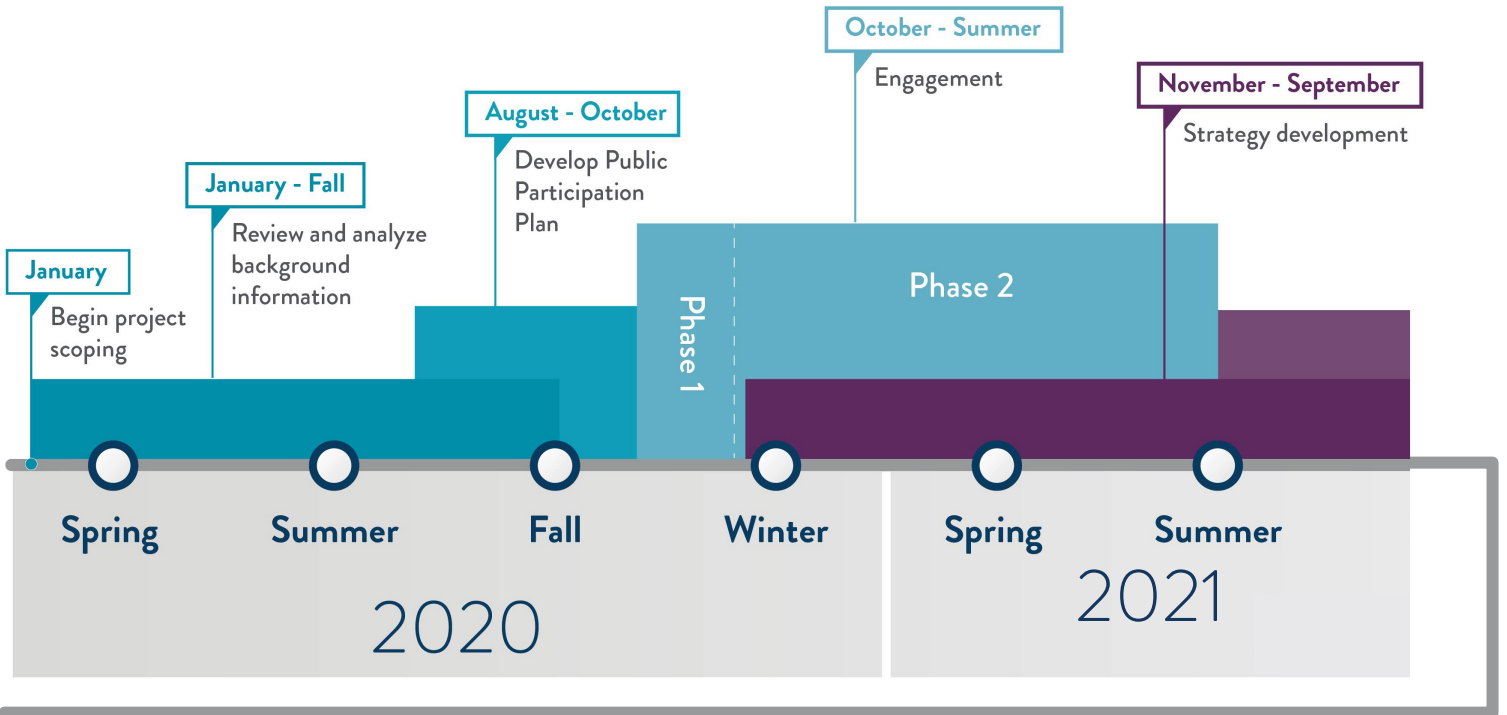 January
Begin project
scoping
January - Fall
Review and analyze
background
information
August - October
Develop Public
Participation
Plan
October - Summer
Engagement
November - September
Strategy development
Phase 1
Phase 2
Spring
Summer
Fall
Winter
Spring
Summer
2020
2021